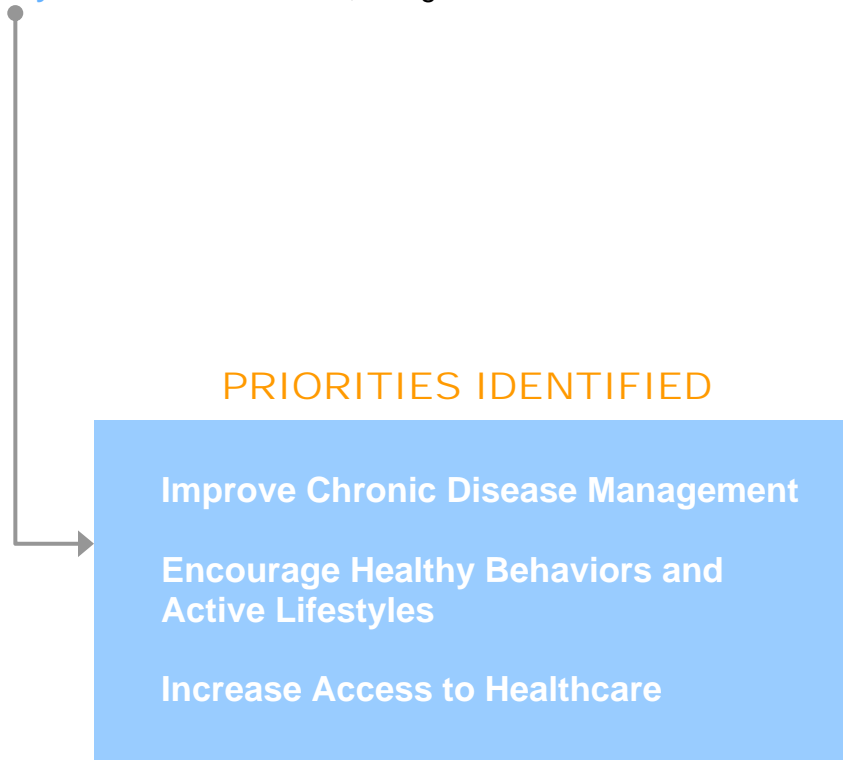 PRIORITIES IDENTIFIED
Improve Chronic Disease Management
Encourage Healthy Behaviors and
Active Lifestyles
Increase Access to Healthcare